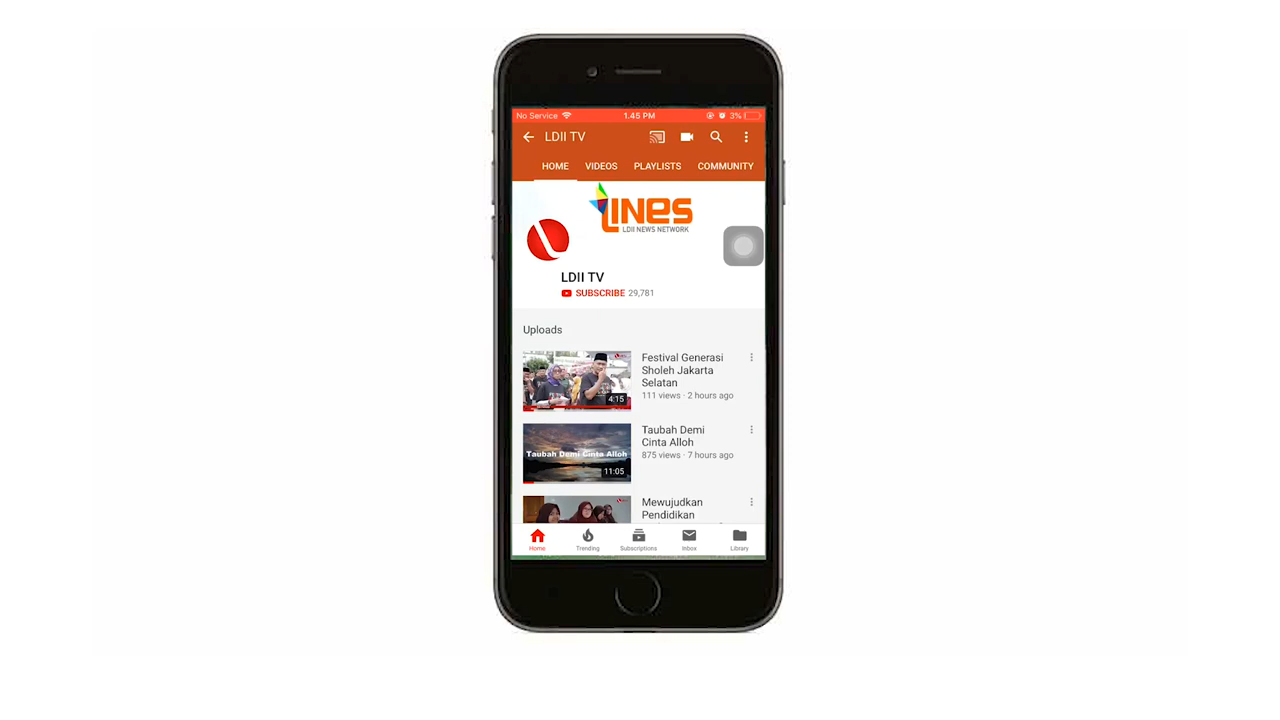 No Service 1.45 PM 3%
LDII TV
HOME VIDEOS PLAYLISTS COMMUNITY
LINES
LDII NEWS NETWORK
LDII TV
SUBSCRIBE 29,781
Uploads
Festival Generasi
Sholeh Jakarta
Selatan
111 views · 2 hours ago
4:15
Taubah Demi
Cinta Alloh
875 views · 7 hours ago
Taubah Demi Cinta Alloh
11:05
Mewujudkan
Pendidikan
Home Trending Subscriptions Inbox Library